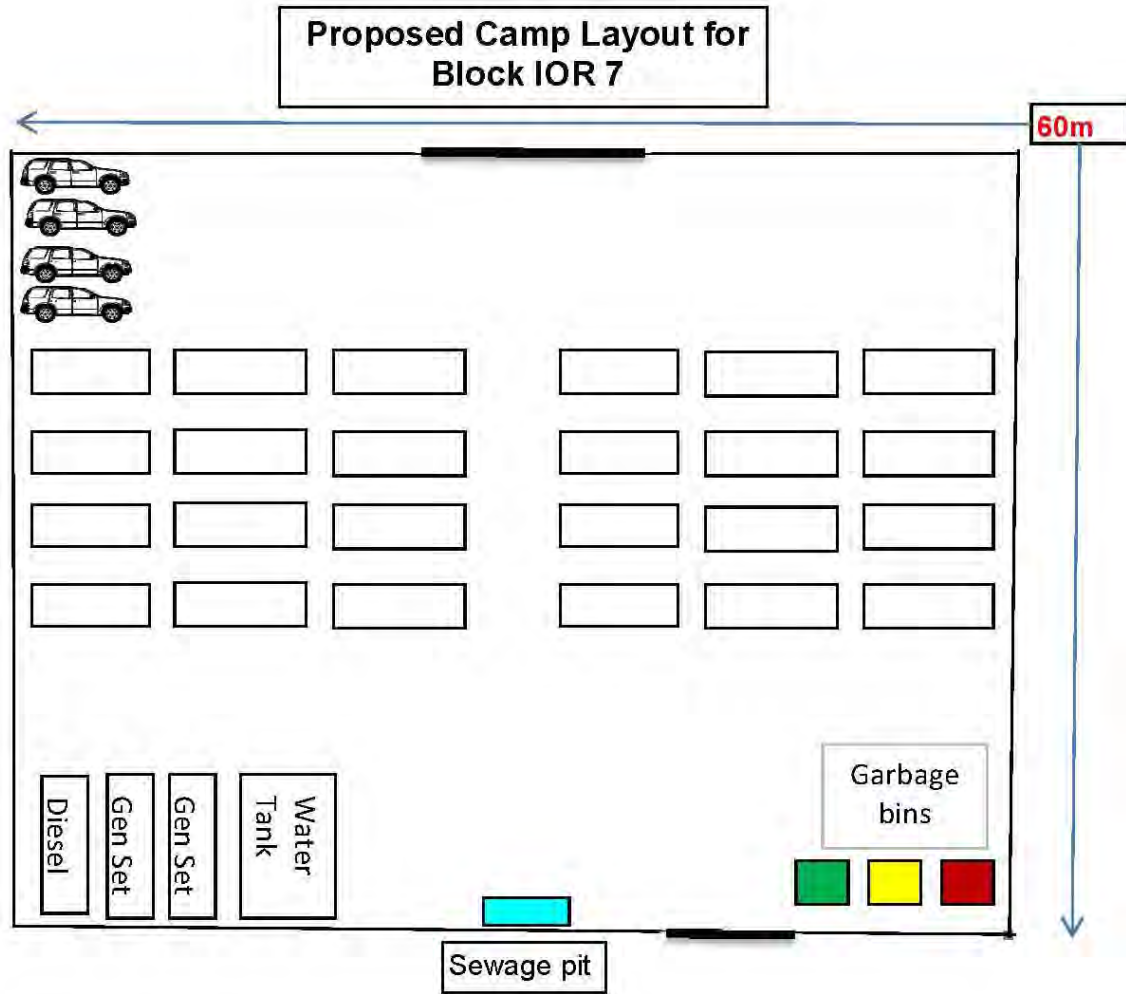 Proposed Camp Layout for
Block IOR 7
60m
Diesel
Gen Set
Gen Set
Water
Tank
Garbage
bins
Sewage pit